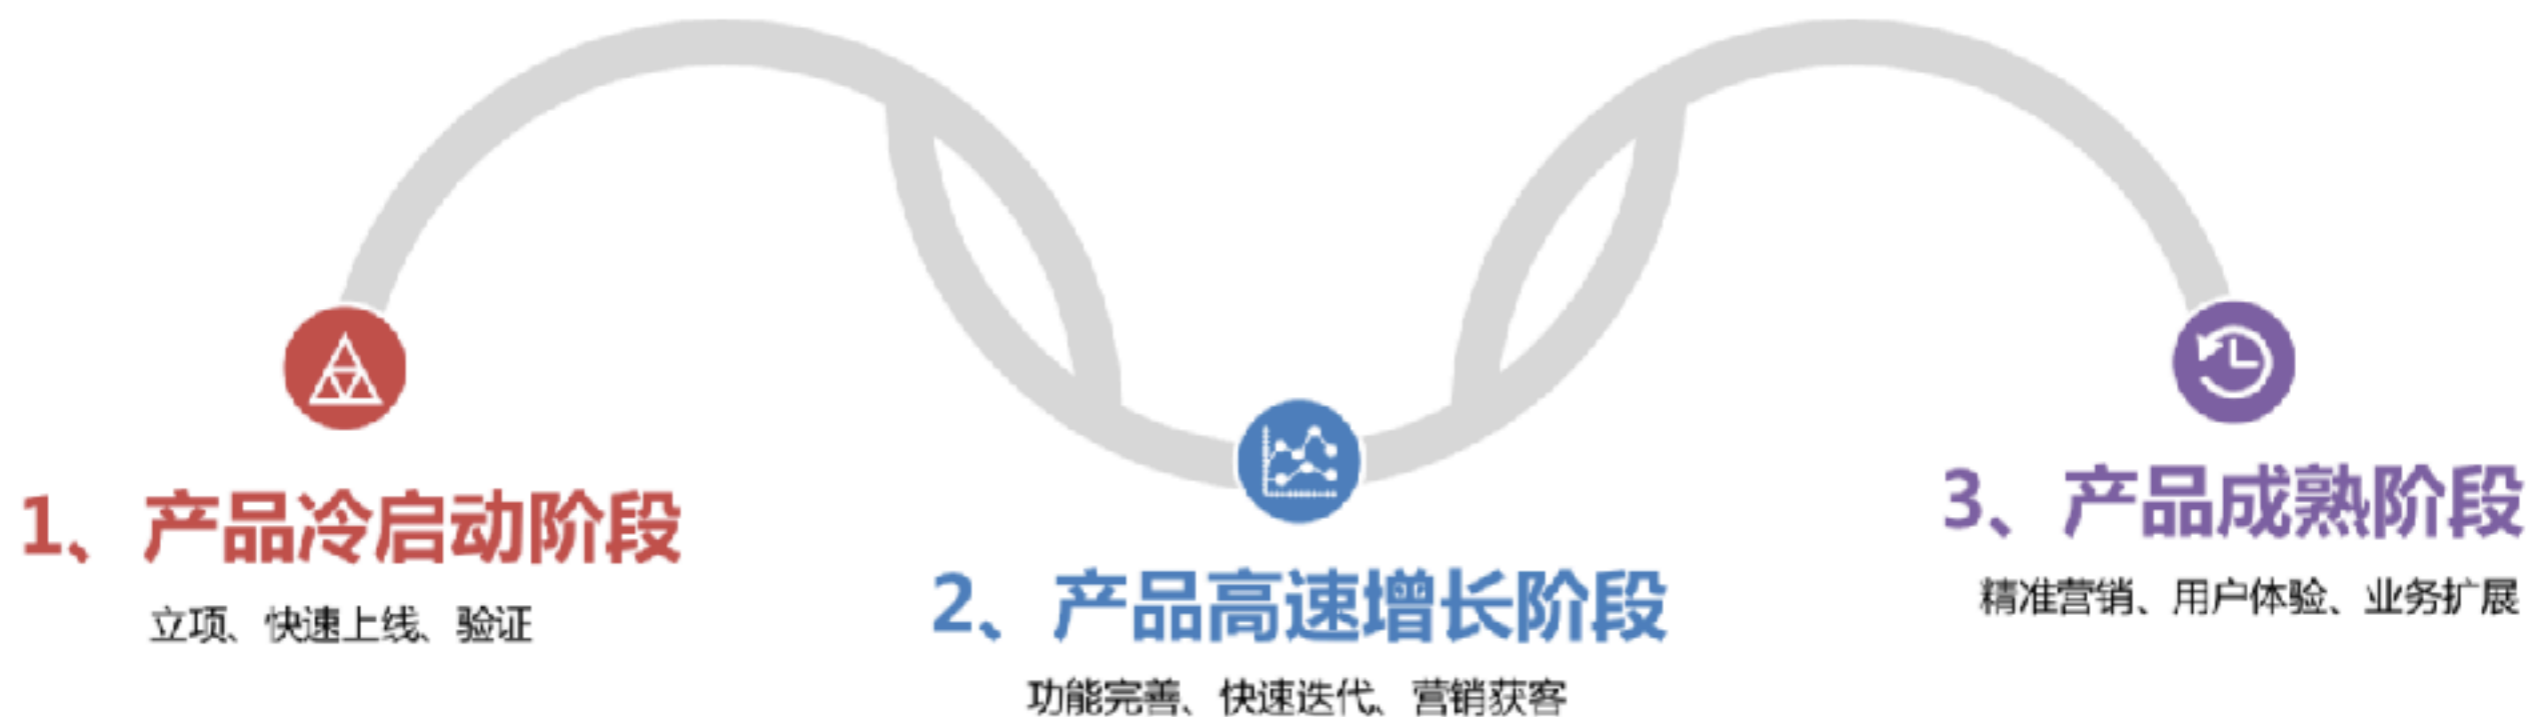 1、产品冷启动阶段
立项、快速上线、验证
2、产品高速增长阶段
功能完善、快速迭代、营销获客
3、产品成熟阶段
精准营销、用户体验、业务扩展